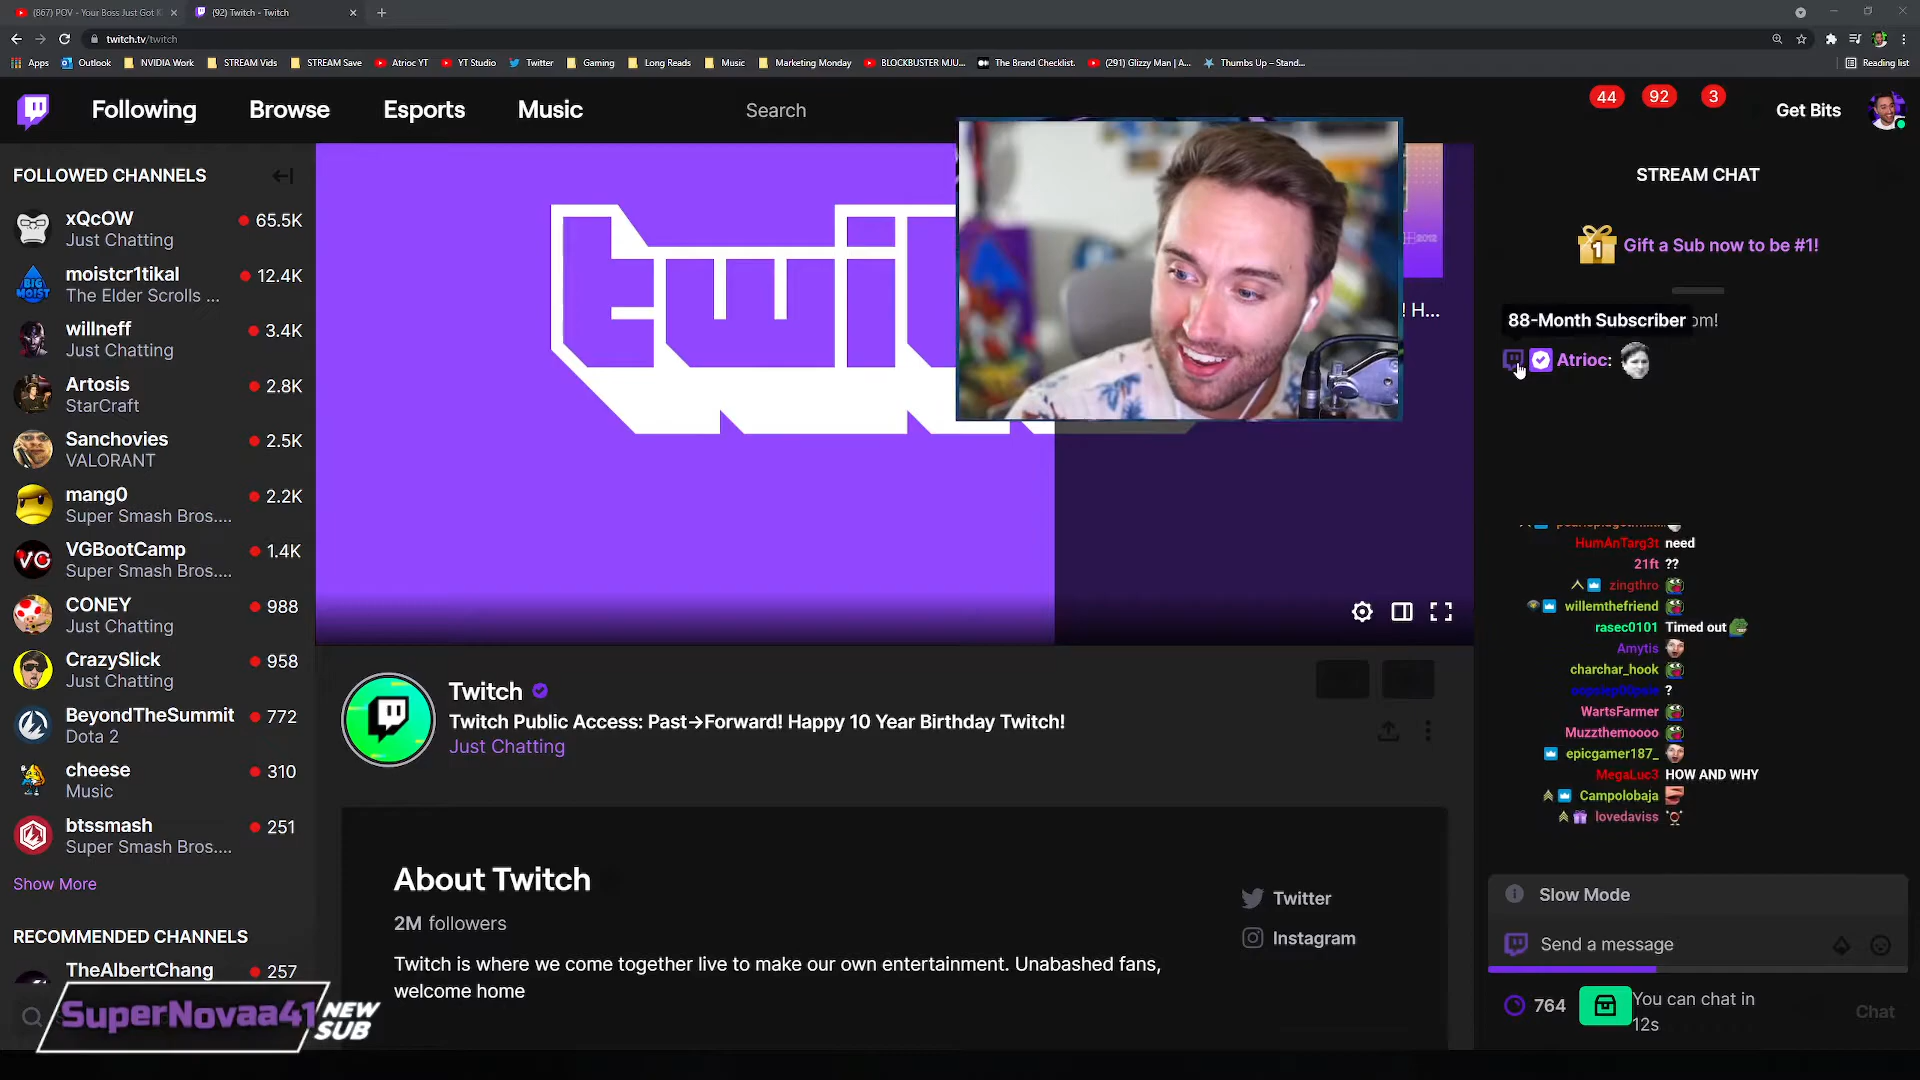 (867) POV - Your Boss Just Got K
(92) Twitch - Twitch
twitch.tv/twitch
Apps
Outlook
NVIDIA Work
STREAM Vids
STREAM Save
Atrioc YT
YT Studio
Twitter
Gaming
Long Reads
Music
Marketing Monday
BLOCKBUSTER MJU...
The Brand Checklist.
(291) Glizzy Man | A...
Thumbs Up – Stand...
Reading list
Following
Browse
Esports
Music
Search
44
92
3
Get Bits
FOLLOWED CHANNELS
xQcOW
65.5K
Just Chatting
moistcr1tikal
12.4K
The Elder Scrolls ...
BIG
MOIST
willneff
3.4K
Just Chatting
Artosis
2.8K
StarCraft
Sanchovies
2.5K
VALORANT
mang0
2.2K
Super Smash Bros....
VGBootCamp
1.4K
Super Smash Bros....
VG
CONEY
988
Just Chatting
CrazySlick
958
Just Chatting
BeyondTheSummit
772
Dota 2
cheese
310
Music
btssmash
251
Super Smash Bros....
Show More
RECOMMENDED CHANNELS
TheAlbertChang
257
SuperNovaa41
NEW
SUB
! H...
Twitch
Twitch Public Access: Past→Forward! Happy 10 Year Birthday Twitch!
Just Chatting
About Twitch
2M followers
Twitch is where we come together live to make our own entertainment. Unabashed fans,
welcome home
Twitter
Instagram
STREAM CHAT
1
Gift a Sub now to be #1!
88-Month Subscriber om!
Atrioc:
HumAnTarg3t need
21ft ??
zingthro
willemthefriend
rasec0101 Timed out
Amytis
charchar_hook
?
WartsFarmer
Muzzthemoooo
epicgamer187_
MegaLuc3 HOW AND WHY
Campolobaja
lovedaviss
Slow Mode
Send a message
764
You can chat in
12s
Chat